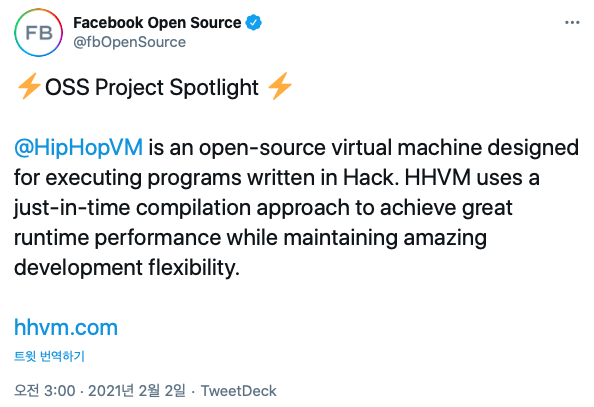 FB
Facebook Open Source
@fbOpenSource
⚡OSS Project Spotlight ⚡
@HipHopVM is an open-source virtual machine designed
for executing programs written in Hack. HHVM uses a
just-in-time compilation approach to achieve great
runtime performance while maintaining amazing
development flexibility.
hhvm.com
트윗 번역하기
오전 3:00 · 2021년 2월 2일 · TweetDeck